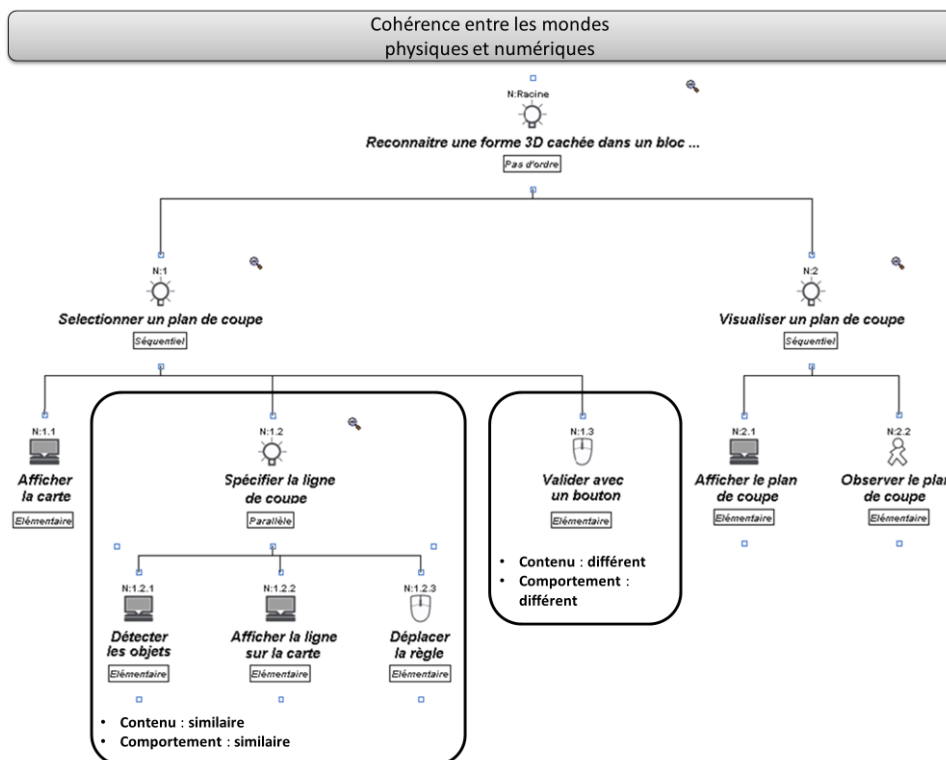 Cohérence entre les mondes
physiques et numériques
N:Racine
Reconnaitre une forme 3D cachée dans un bloc ...
Pas d'ordre
N:1
Selectionner un plan de coupe
Séquentiel
N:2
Visualiser un plan de coupe
Séquentiel
N:1.1
Afficher
la carte
Elémentaire
N:1.2
Spécifier la ligne
de coupe
Parallèle
N:1.3
Valider avec
un bouton
Elémentaire
N:2.1
Afficher le plan
de coupe
Elémentaire
N:2.2
Observer le plan
de coupe
Elémentaire
• Contenu : différent
• Comportement :
différent
N:1.2.1
Détecter
les objets
Elémentaire
N:1.2.2
Afficher la ligne
sur la carte
Elémentaire
N:1.2.3
Déplacer
la règle
Elémentaire
• Contenu : similaire
• Comportement : similaire